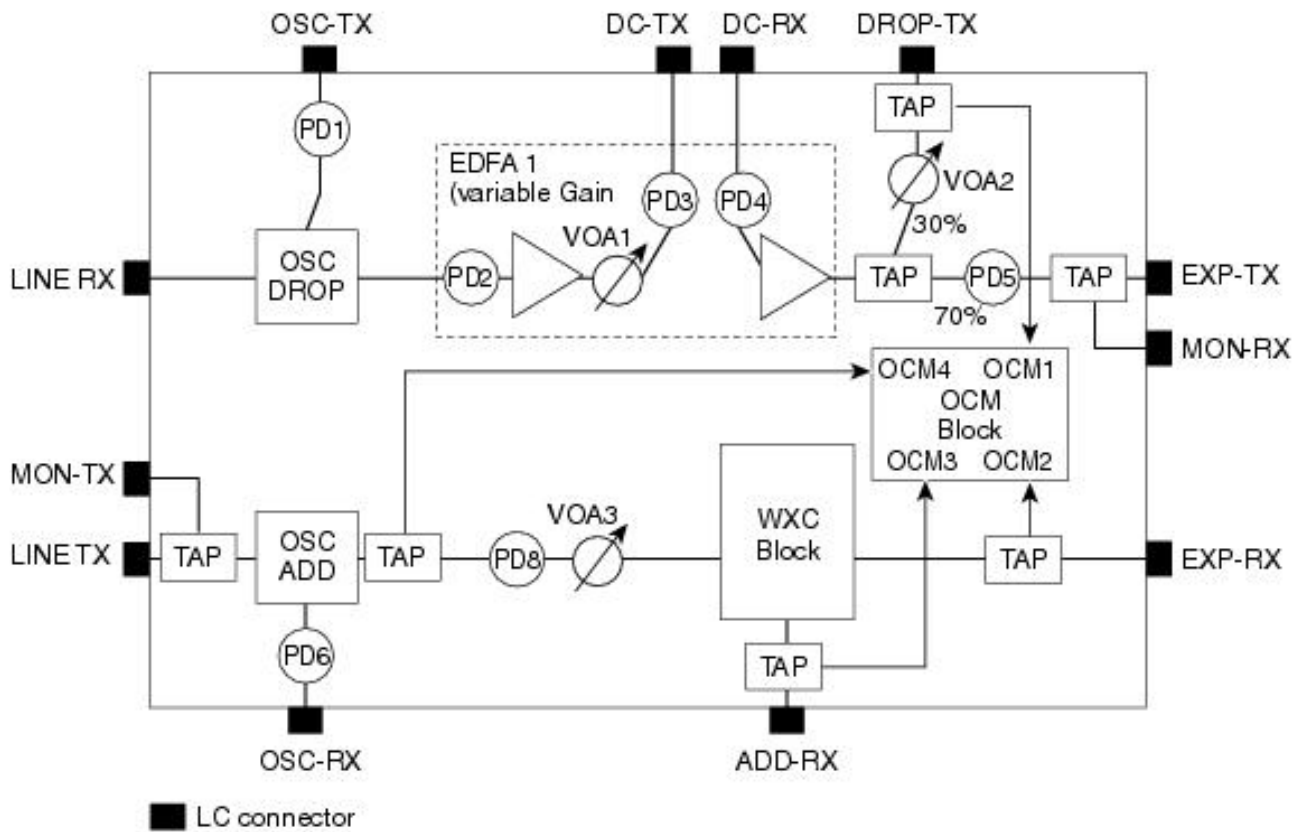 OSC-TX
DC-TX
DC-RX
DROP-TX
TAP
PD1
EDFA 1
(variable Gain
PD3
PD4
VOA2
30%
VOA1
LINE RX
OSC
DROP
PD2
TAP
PD5
TAP
EXP-TX
70%
MON-RX
OCM4
OCM1
OCM
Block
OCM3
OCM2
MON-TX
VOA3
WXC
Block
LINE TX
TAP
OSC
ADD
TAP
PD8
TAP
EXP-RX
PD6
TAP
OSC-RX
ADD-RX
LC connector